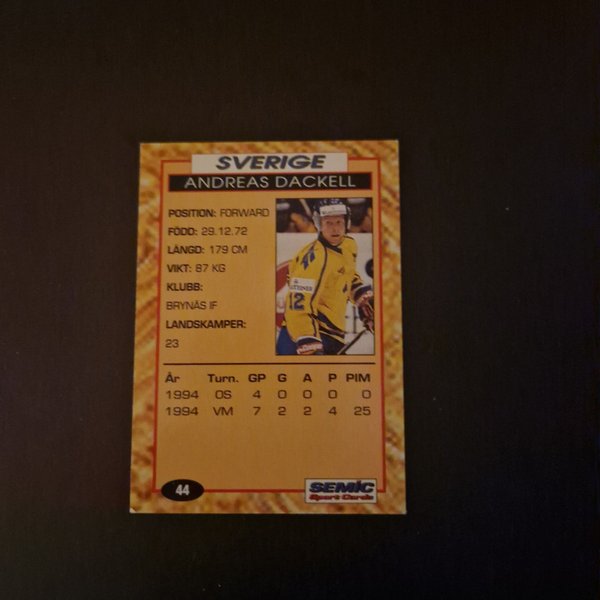 SVERIGE
ANDREAS DACKELL
POSITION: FORWARD
FÖDD: 29.12.72
LÄNGD: 179 CM
VIKT: 87 KG
KLUBB:
BRYNÄS IF
LANDSKAMPER:
23
12
År Turn. GP G A P PIM
1994 OS 4 0 0 0 0
1994 VM 7 2 2 4 25
44
SEMIC
Sport Cards